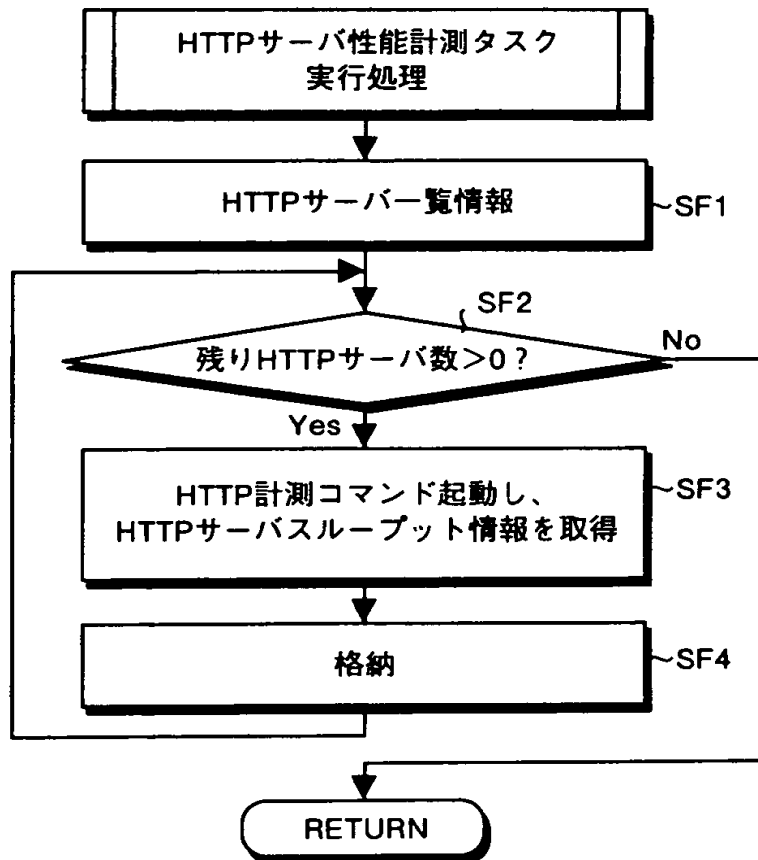 HTTPサーバ性能計測タスク
実行処理
HTTPサーバ一覧情報
SF1
SF2
残りHTTPサーバ数>0?
No
Yes
HTTP計測コマンド起動し、
HTTPサーバスループット情報を取得
SF3
格納
SF4
RETURN